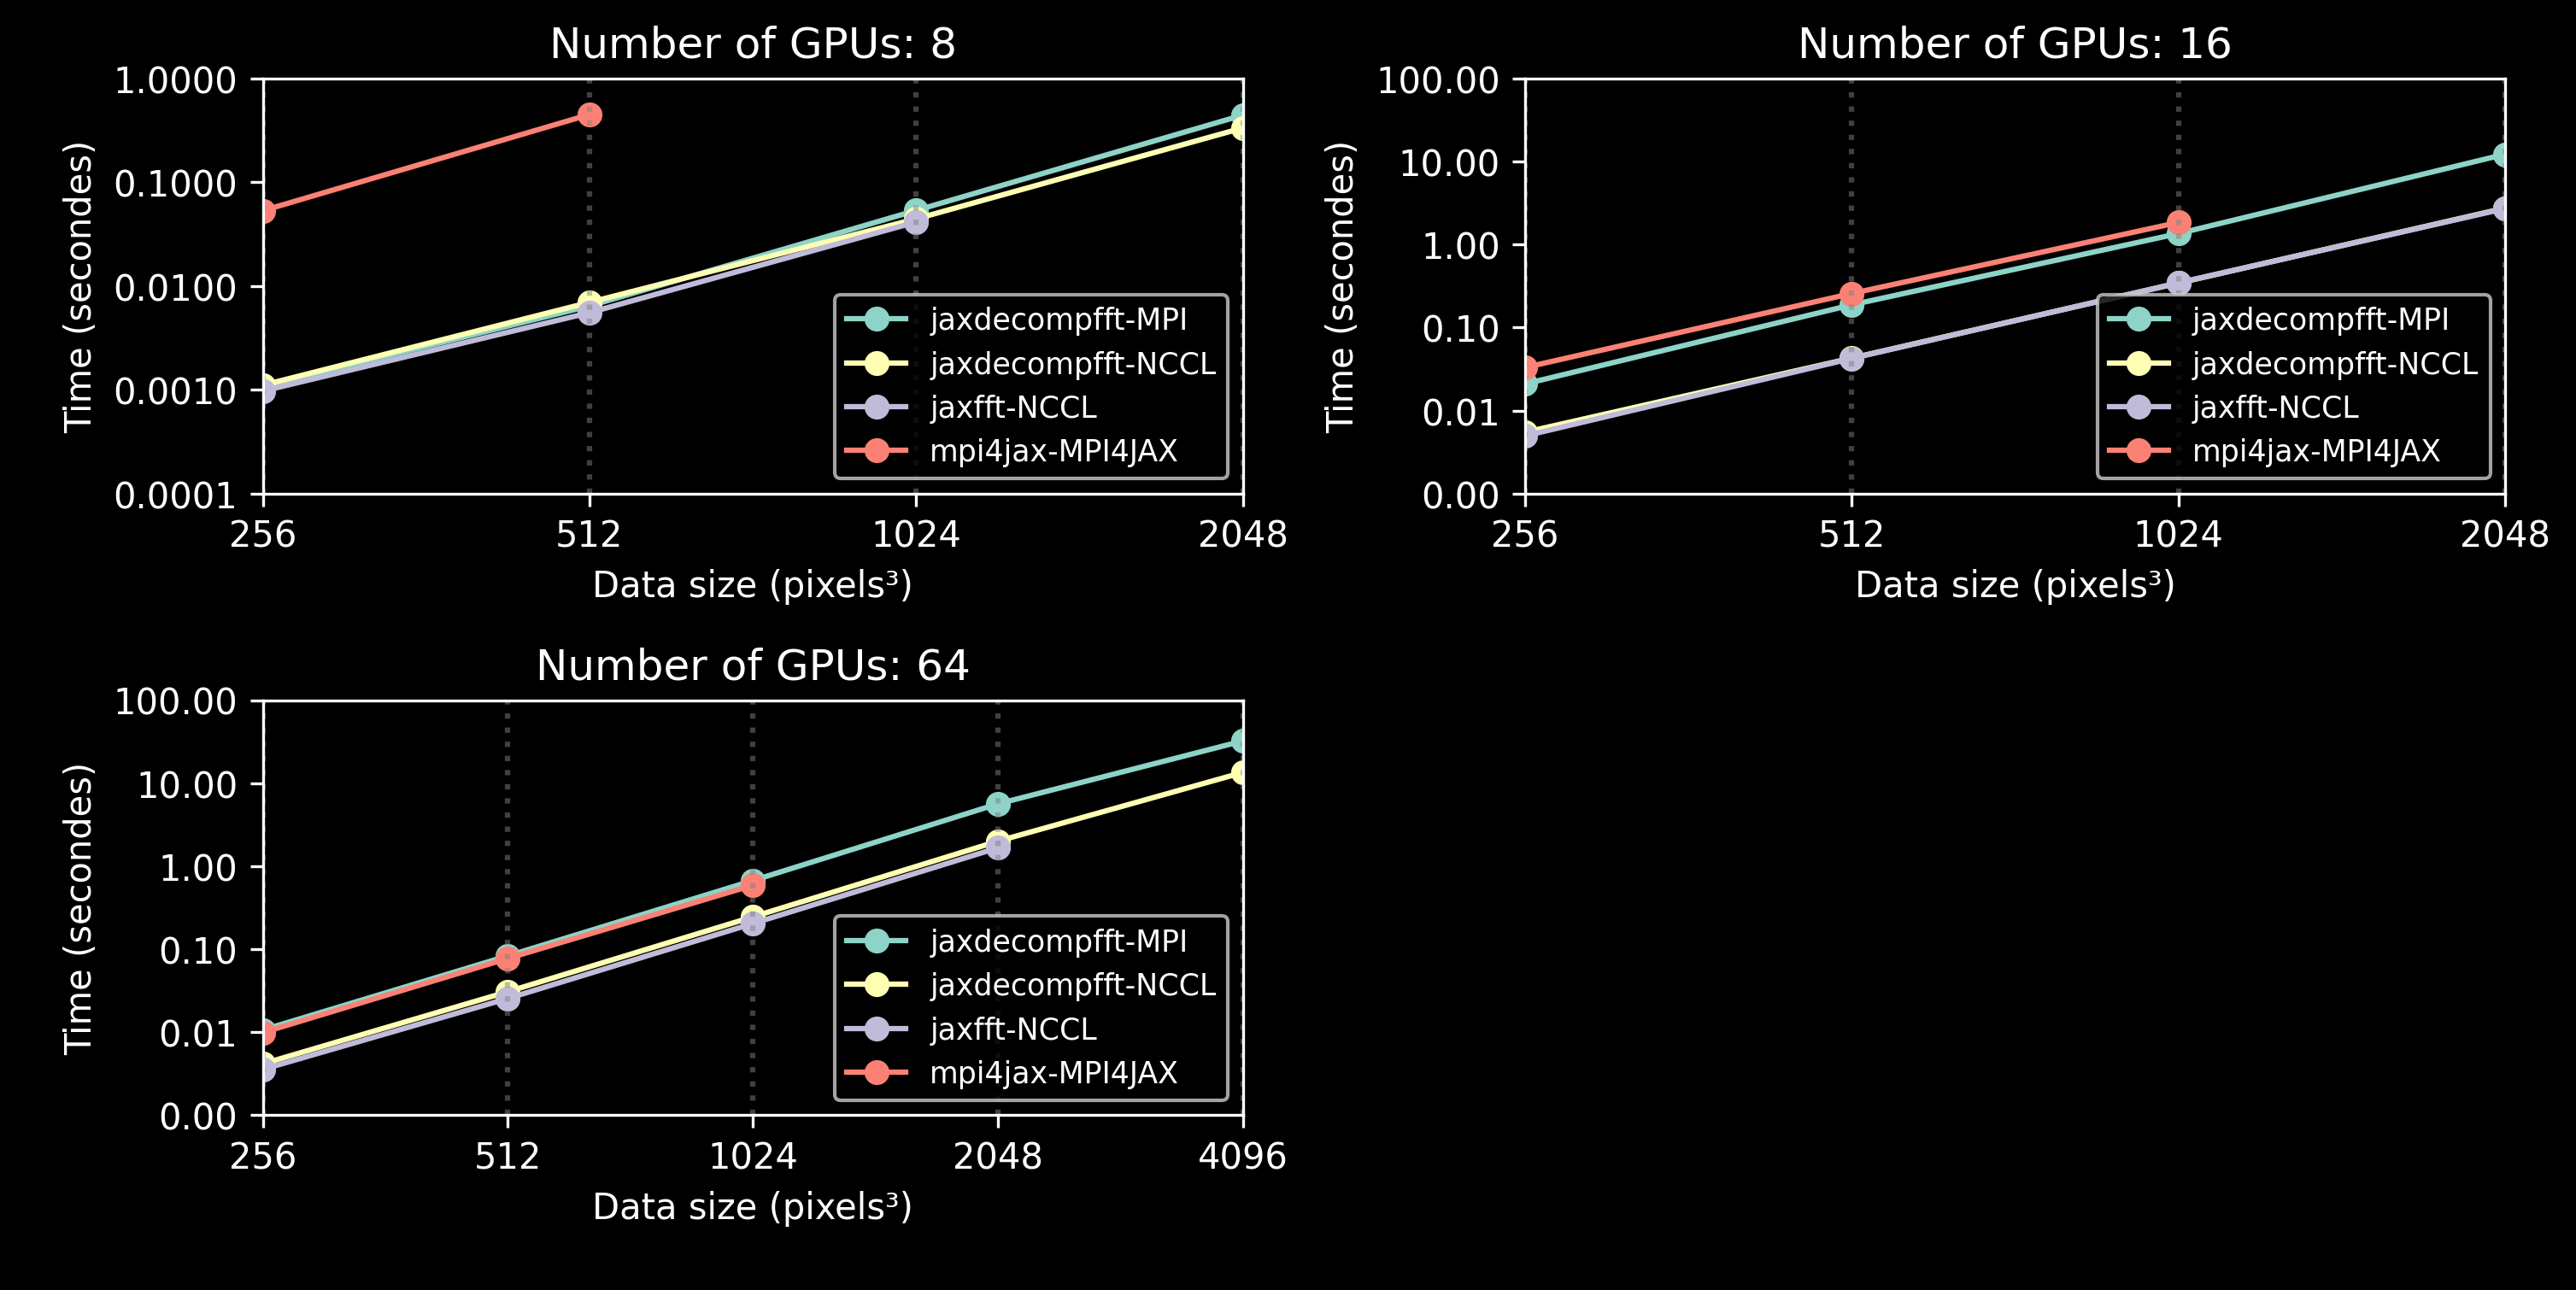 Number of GPUs: 8
1.0000
0.1000
0.0100
0.0010
0.0001
Time (secondes)
256 512 1024 2048
Data size (pixels³)
jaxdecompfft-MPI
jaxdecompfft-NCCL
jaxfft-NCCL
mpi4jax-MPI4JAX
Number of GPUs: 16
100.00
10.00
1.00
0.10
0.01
0.00
Time (secondes)
256 512 1024 2048
Data size (pixels³)
jaxdecompfft-MPI
jaxdecompfft-NCCL
jaxfft-NCCL
mpi4jax-MPI4JAX
Number of GPUs: 64
100.00
10.00
1.00
0.10
0.01
0.00
Time (secondes)
256 512 1024 2048 4096
Data size (pixels³)
jaxdecompfft-MPI
jaxdecompfft-NCCL
jaxfft-NCCL
mpi4jax-MPI4JAX